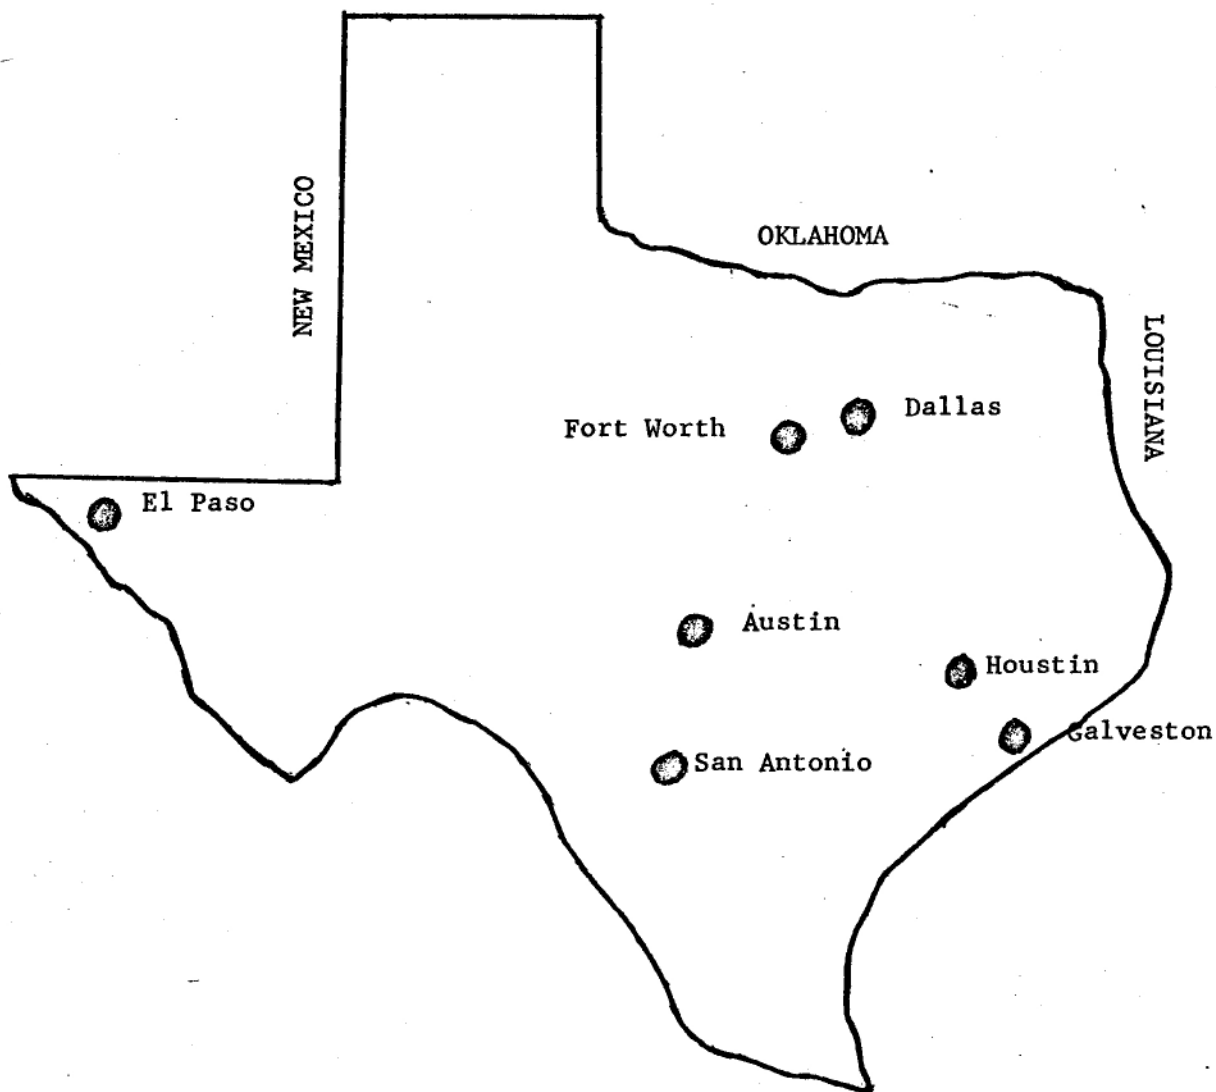 NEW MEXICO
OKLAHOMA
LOUISIANA
Dallas
Fort Worth
El Paso
Austin
Houstin
Galveston
San Antonio